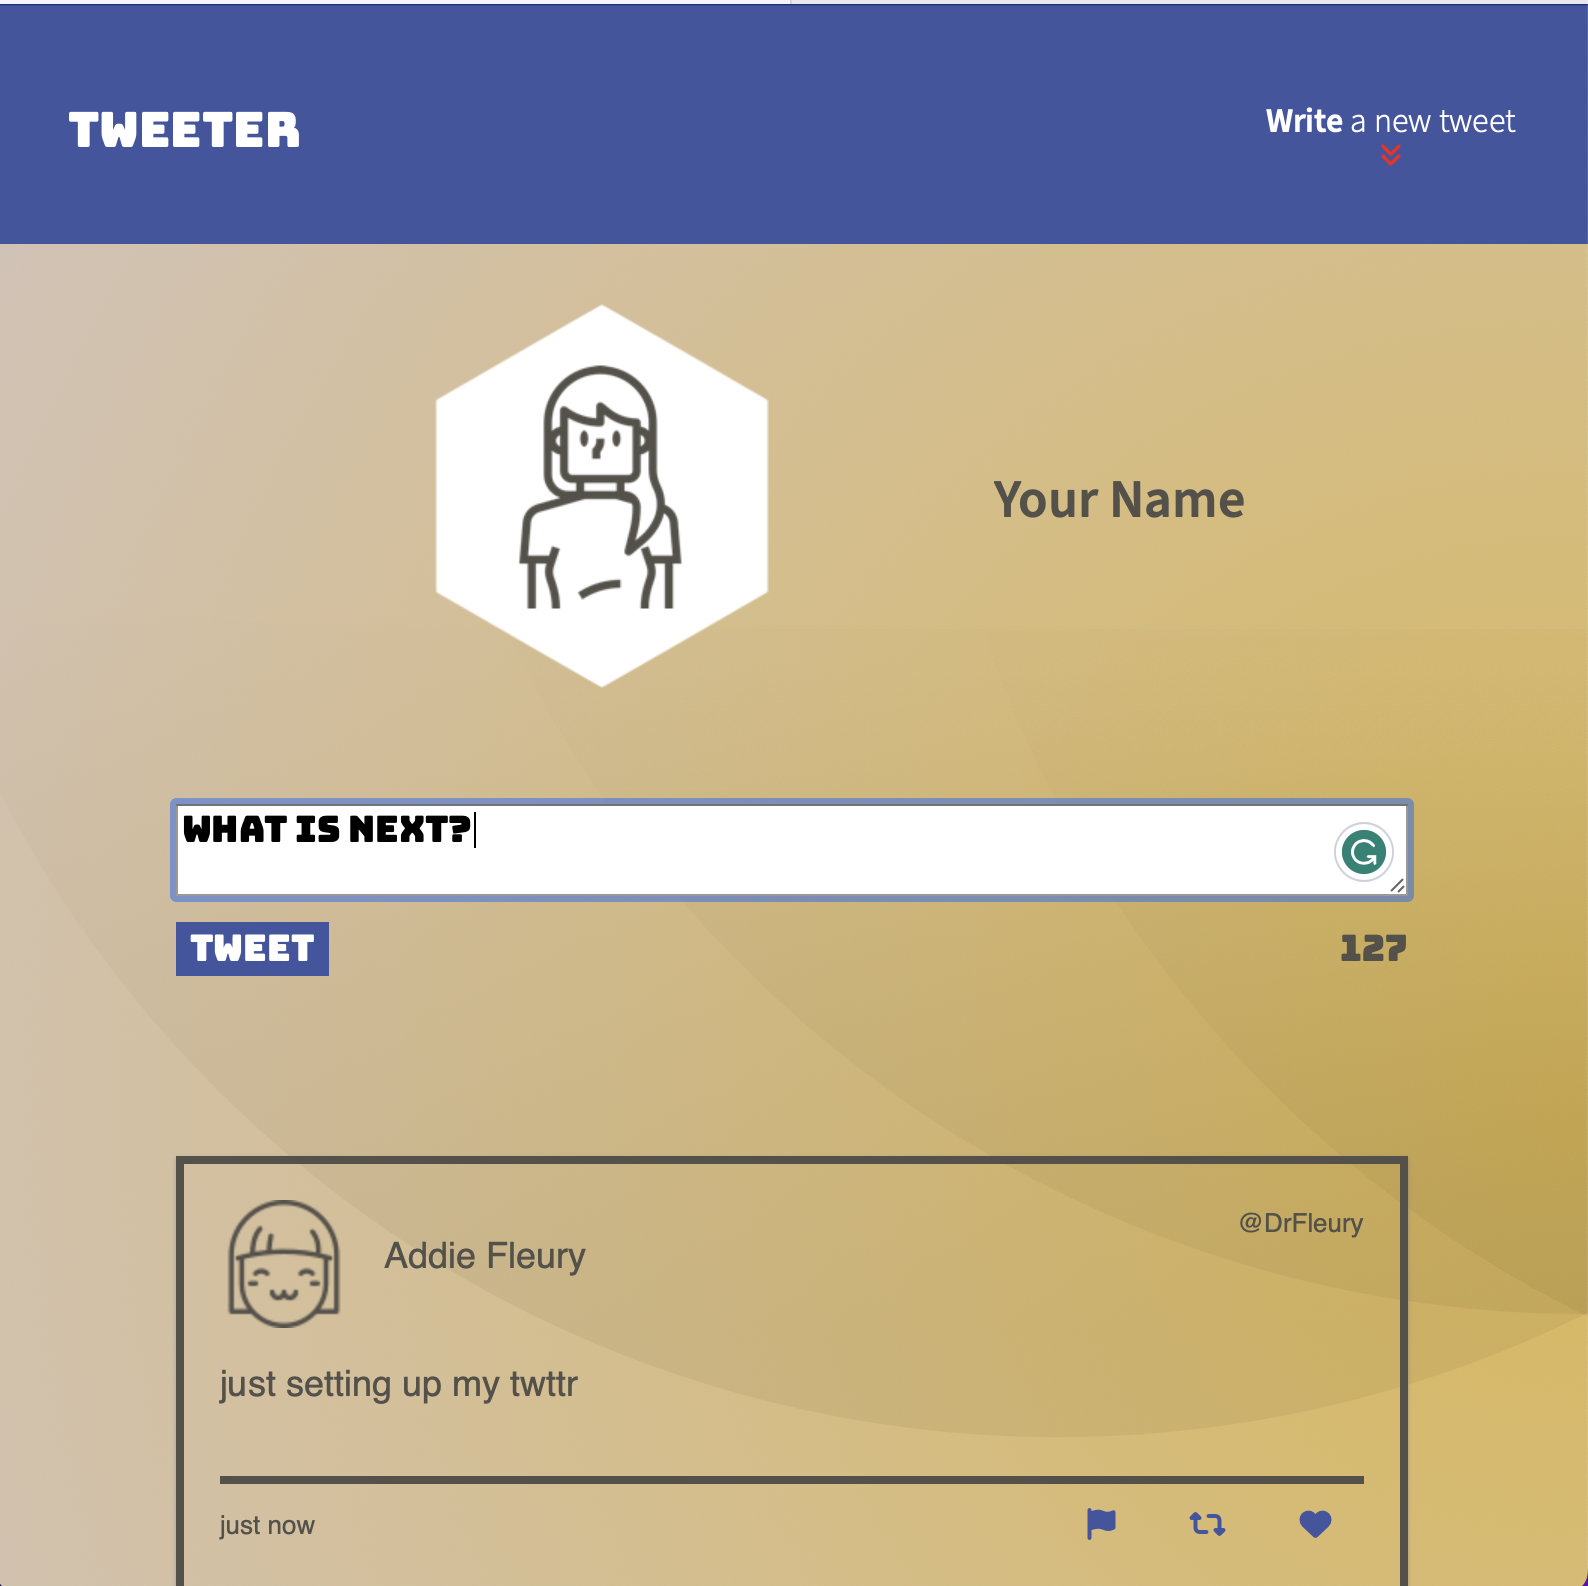 TWEETER
Write a new tweet
Your Name
WHAT IS NEXT?
TWEET
127
Addie Fleury
@DrFleury
just setting up my twttr
just now